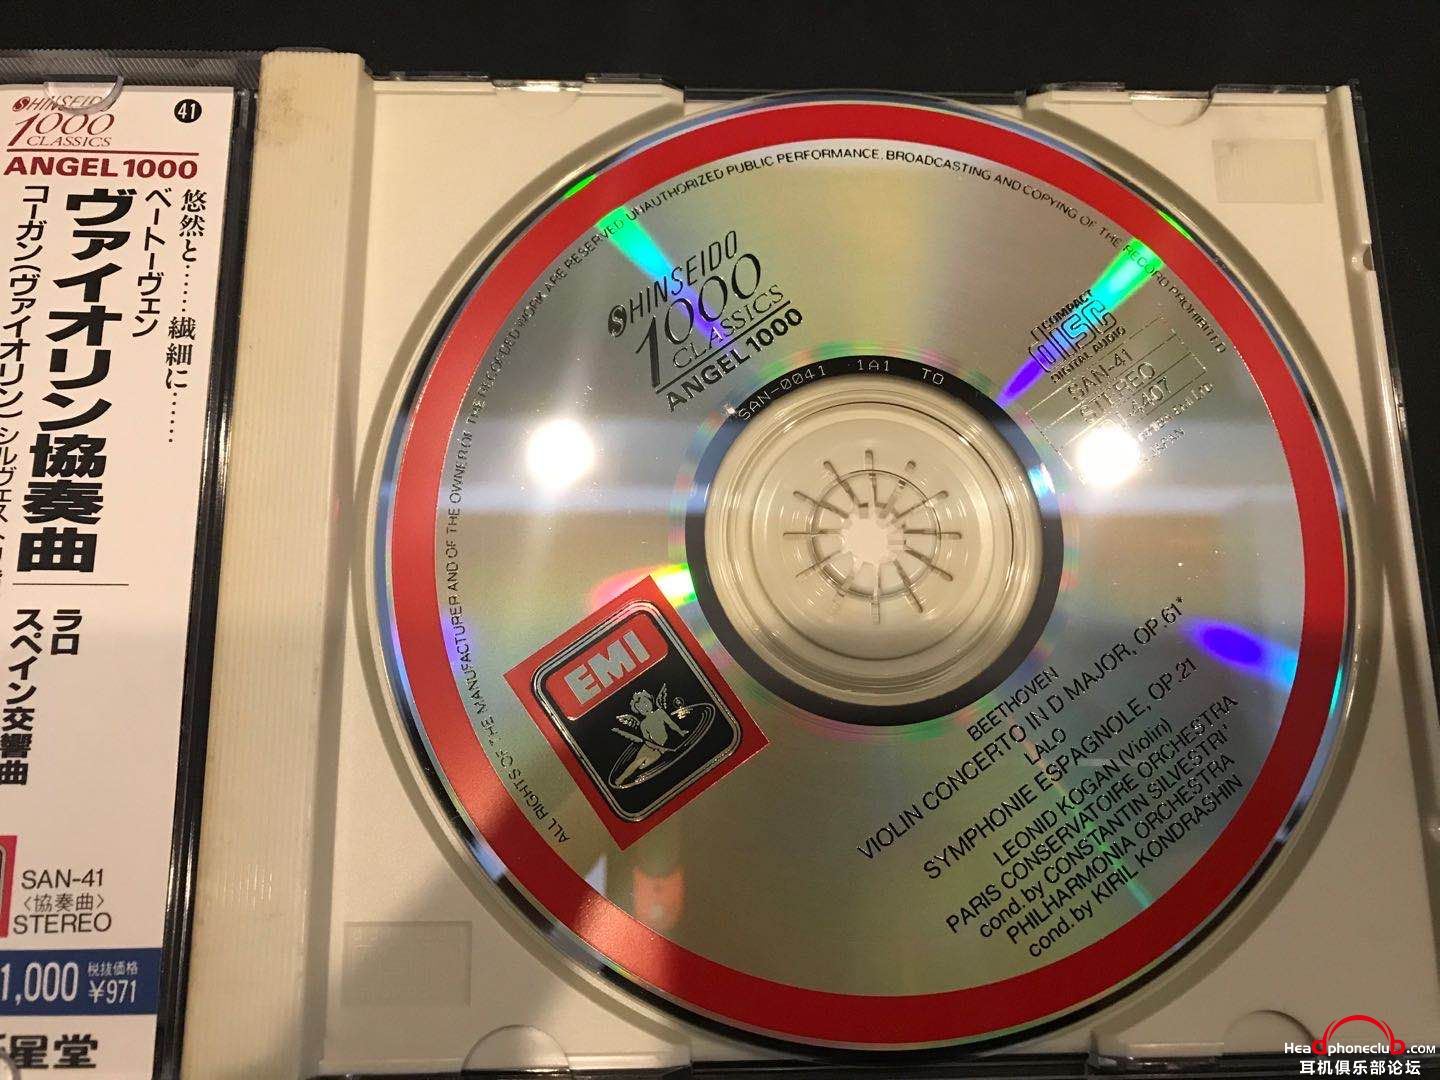 SHINSEIDO
1000
CLASSICS
ANGEL 1000
41
悠然と……繊細に……
ベートーヴェン
ヴァイオリン協奏曲
コーガン(ヴァイオリン)シルヴェスト
ラロ
スペイン交響曲
SAN-41
〈協奏曲〉
STEREO
1,000 税抜価格
¥971
星堂
ALL RIGHTS OF THE MANUFACTURER AND OF THE OWNER OF THE RECORDED WORK ARE RESERVED UNAUTHORIZED PUBLIC PERFORMANCE. BROADCASTING AND COPYING OF THE RECORD PROHIBITED
SHINSEIDO
1000
CLASSICS
ANGEL 1000
COMPACT
disc
DIGITAL AUDIO
SAN-41
STEREO
4407
JAPAN
SAN-0041 1A1 TO
EMI
BEETHOVEN
VIOLIN CONCERTO IN D MAJOR, OP.61*
LALO
SYMPHONIE ESPAGNOLE, OP.21
LEONID KOGAN (Violin)
PARIS CONSERVATOIRE ORCHESTRA
cond. by CONSTANTIN SILVESTRI*
PHILHARMONIA ORCHESTRA
cond. by KIRIL KONDRASHIN
HeadphonecluB.com
耳机俱乐部论坛